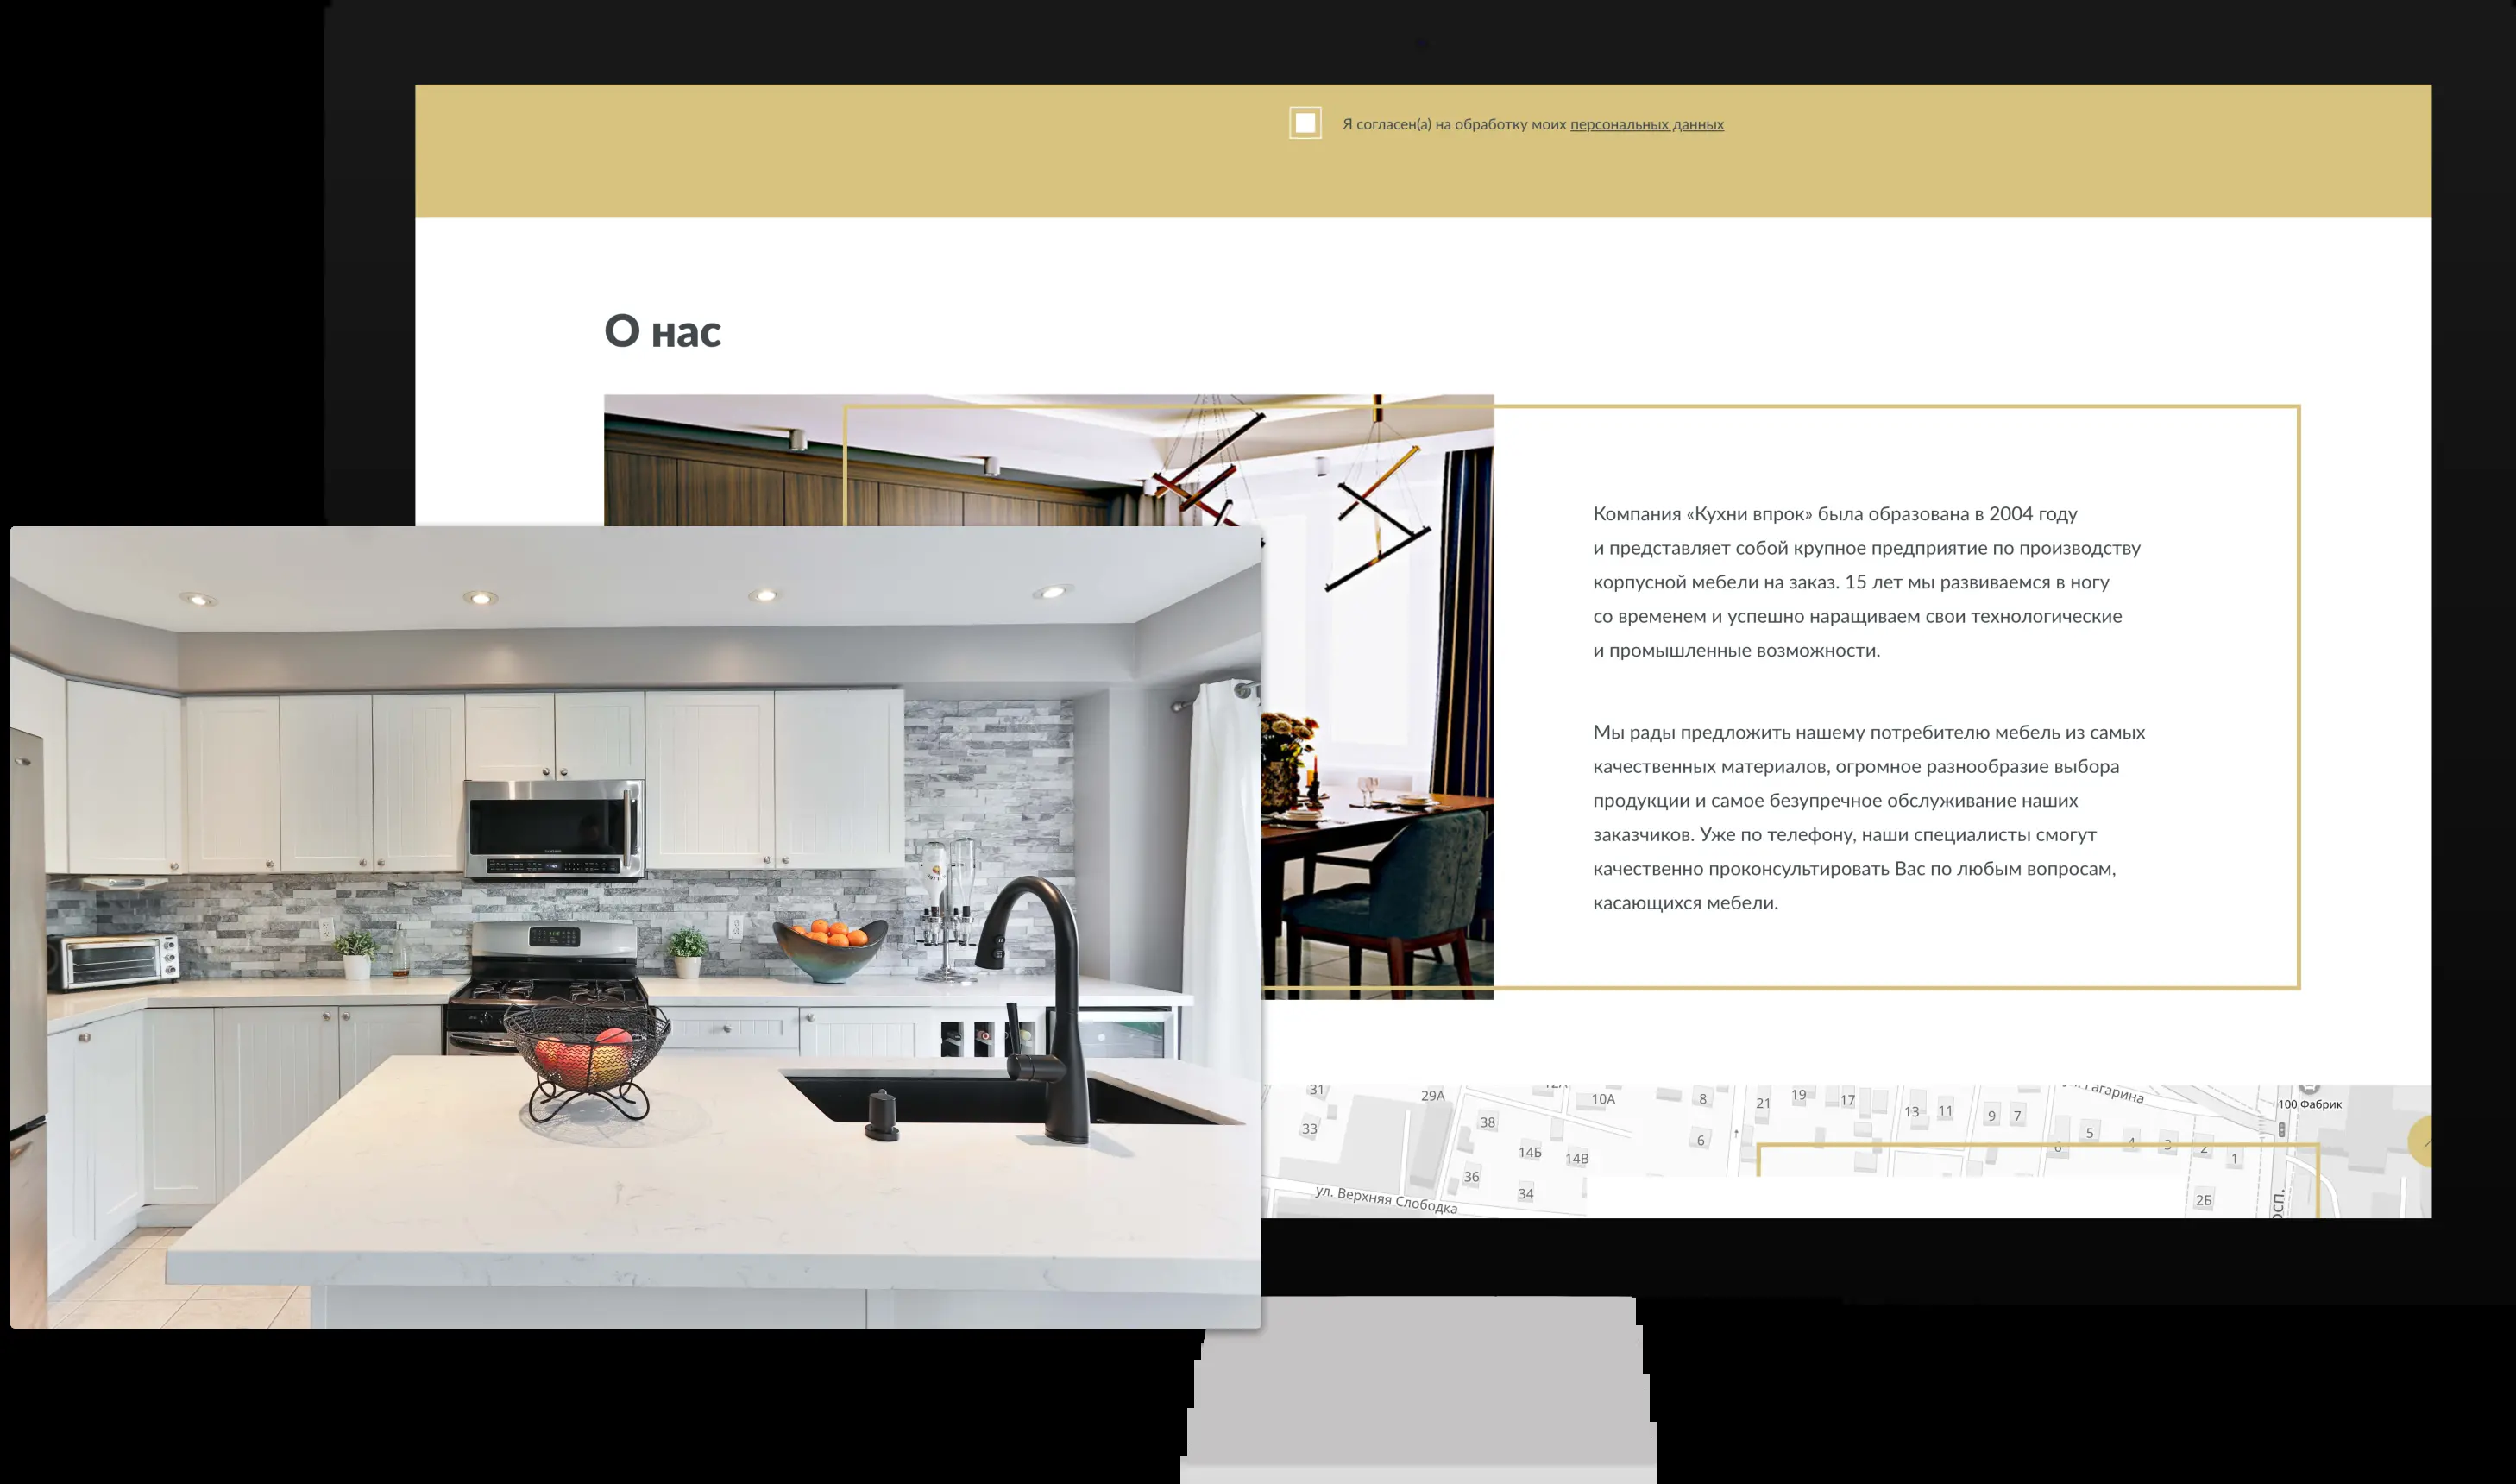 Я согласен(а) на обработку моих персональных данных
О нас
Компания «Кухни впрок» была образована в 2004 году
и представляет собой крупное предприятие по производству
корпусной мебели на заказ. 15 лет мы развиваемся в ногу
со временем и успешно наращиваем свои технологические
и промышленные возможности.
Мы рады предложить нашему потребителю мебель из самых
качественных материалов, огромное разнообразие выбора
продукции и самое безупречное обслуживание наших
заказчиков. Уже по телефону, наши специалисты смогут
качественно проконсультировать Вас по любым вопросам,
касающихся мебели.
31
29А
10А
8
21
19
17
13
11
9
7
Гагарина
100 Фабрик
33
38
6
5
4
3
2
1
6
14Б
14В
36
34
2Б
ул. Верхняя Слободка